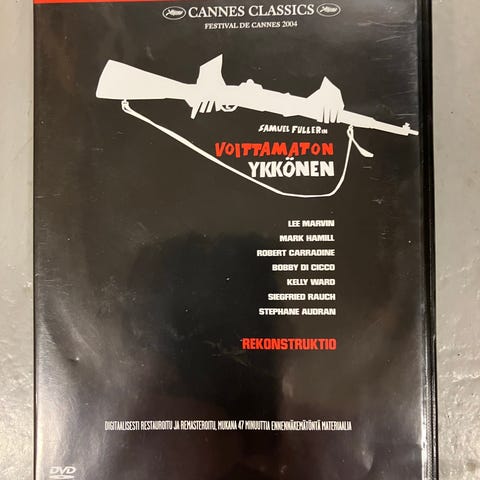 CANNES CLASSICS
FESTIVAL DE CANNES 2004
SAMUEL FULLERIN
VOITTAMATON
YKKÖNEN
LEE MARVIN
MARK HAMILL
ROBERT CARRADINE
BOBBY DI CICCO
KELLY WARD
SIEGFRIED RAUCH
STEPHANE AUDRAN
REKONSTRUKTIO
DIGITAALISESTI RESTAUROITU JA REMASTEROITU, MUKANA 47 MINUUTTIA ENNENNÄKEMÄTÖNTÄ MATERIAALIA
DVD